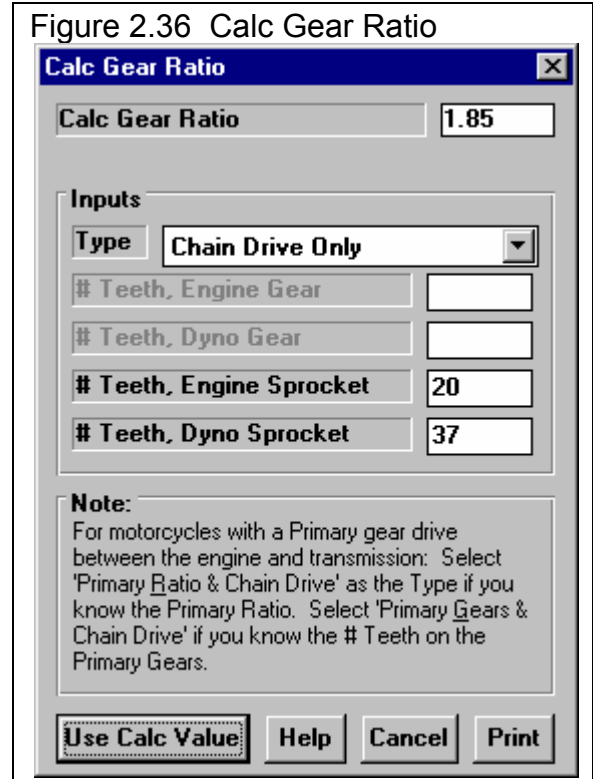 Figure 2.36  Calc Gear Ratio
Calc Gear Ratio
Calc Gear Ratio 1.85
Inputs
Type Chain Drive Only
# Teeth, Engine Gear
# Teeth, Dyno Gear
# Teeth, Engine Sprocket 20
# Teeth, Dyno Sprocket 37
Note:
For motorcycles with a Primary gear drive
between the engine and transmission:  Select
'Primary Ratio & Chain Drive' as the Type if you
know the Primary Ratio.  Select 'Primary Gears &
Chain Drive' if you know the # Teeth on the
Primary Gears.
Use Calc Value Help Cancel Print